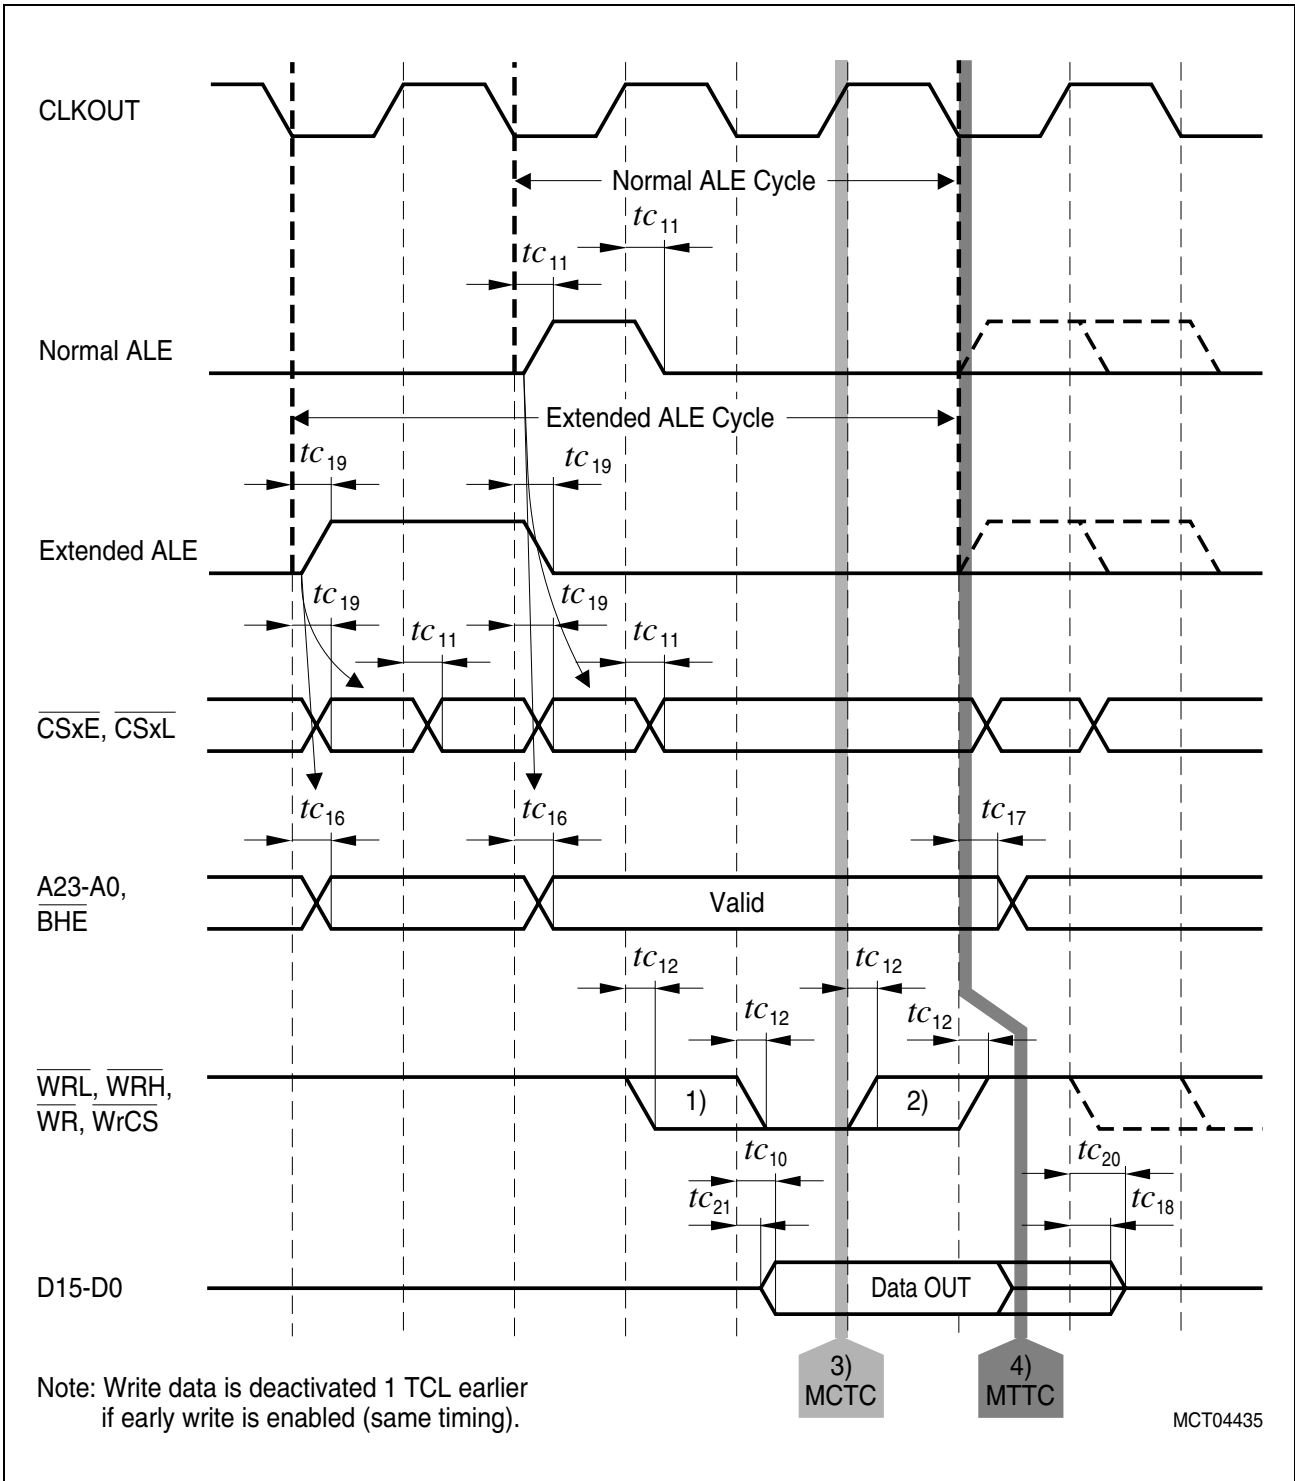 CLKOUT
Normal ALE Cycle
tc11
tc11
Normal ALE
Extended ALE Cycle
tc19
tc19
Extended ALE
tc19
tc19
tc11
tc11
CSxE, CSxL
tc16
tc16
tc17
A23-A0,
BHE
Valid
tc12
tc12
tc12
tc12
WRL, WRH,
WR, WrCS
1)
2)
tc10
tc20
tc21
tc18
D15-D0
Data OUT
3)
MCTC
4)
MTTC
Note: Write data is deactivated 1 TCL earlier
if early write is enabled (same timing).
MCT04435